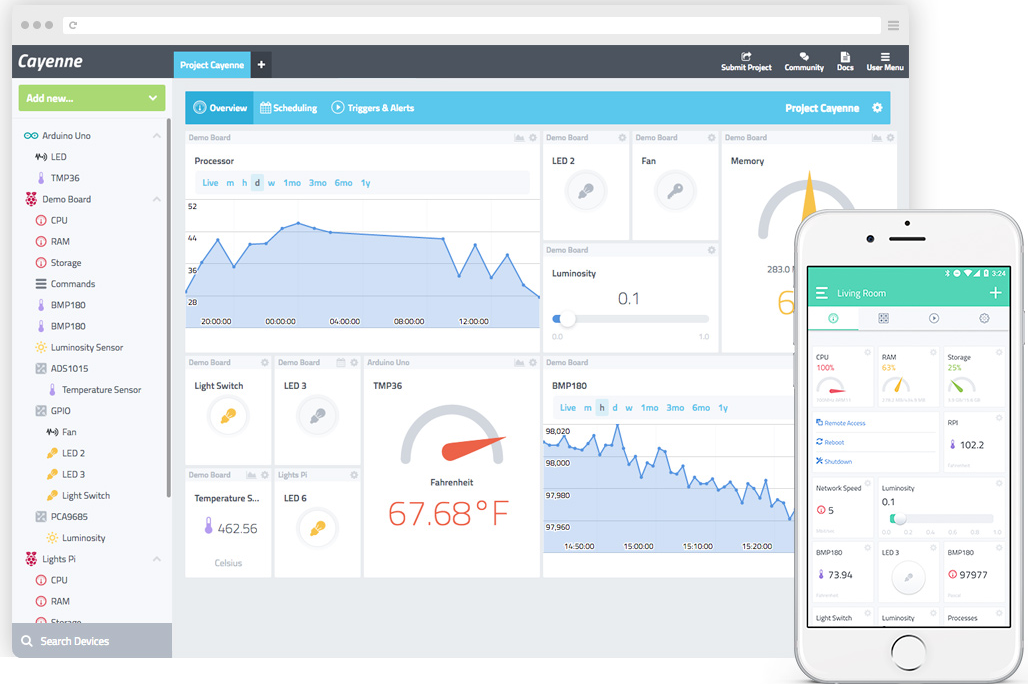 Cayenne
Project Cayenne
+
Submit Project
Community
Docs
User Menu
Add new...
Arduino Uno
LED
TMP36
Demo Board
CPU
RAM
Storage
Commands
BMP180
BMP180
Luminosity Sensor
ADS1015
Temperature Sensor
GPIO
Fan
LED 2
LED 3
Light Switch
PCA9685
Luminosity
Lights Pi
CPU
RAM
Storage
Search Devices
Overview
Scheduling
Triggers & Alerts
Project Cayenne
Demo Board
Processor
Live m h d w 1mo 3mo 6mo 1y
52
44
36
28
20:00:00 00:00:00 04:00:00 08:00:00 12:00:00
Demo Board
LED 2
Demo Board
Fan
Demo Board
Memory
283.0
6
Demo Board
Luminosity
0.1
0.0 1.0
Demo Board
Light Switch
Demo Board
LED 3
Arduino Uno
TMP36
Fahrenheit
67.68°F
Demo Board
Temperature S...
462.56
Celsius
Lights Pi
LED 6
Demo Board
BMP180
Live m h d w 1mo 3mo 6mo 1y
98,020
98,000
97,980
97,960
14:50:00 15:00:00 15:10:00 15:20:00
3:24
Living Room
+
CPU
100%
RAM
63%
Storage
25%
Remote Access
Reboot
Shutdown
RPI
102.2
Fahrenheit
Network Speed
5
Luminosity
0.1
0.0 0.2 0.4 0.6 0.8 1.0
BMP180
73.94
Fahrenheit
LED 3
BMP180
97977
Light Switch
Luminosity
Processes